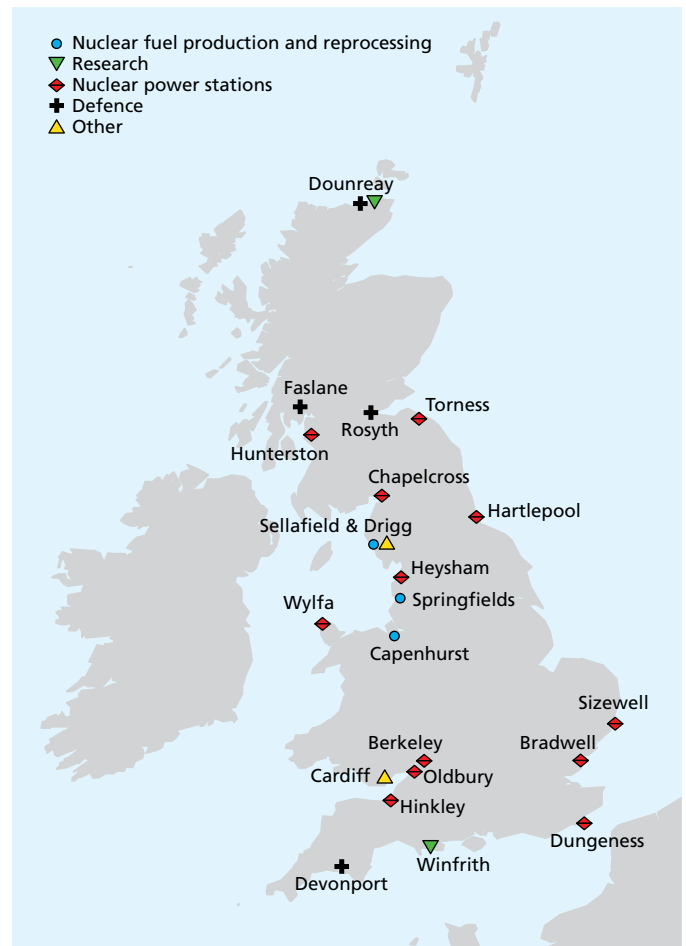 Nuclear fuel production and reprocessing
Research
Nuclear power stations
Defence
Other
Dounreay
Faslane
Torness
Rosyth
Hunterston
Chapelcross
Hartlepool
Sellafield & Drigg
Heysham
Springfields
Wylfa
Capenhurst
Sizewell
Berkeley
Bradwell
Cardiff
Oldbury
Hinkley
Dungeness
Winfrith
Devonport